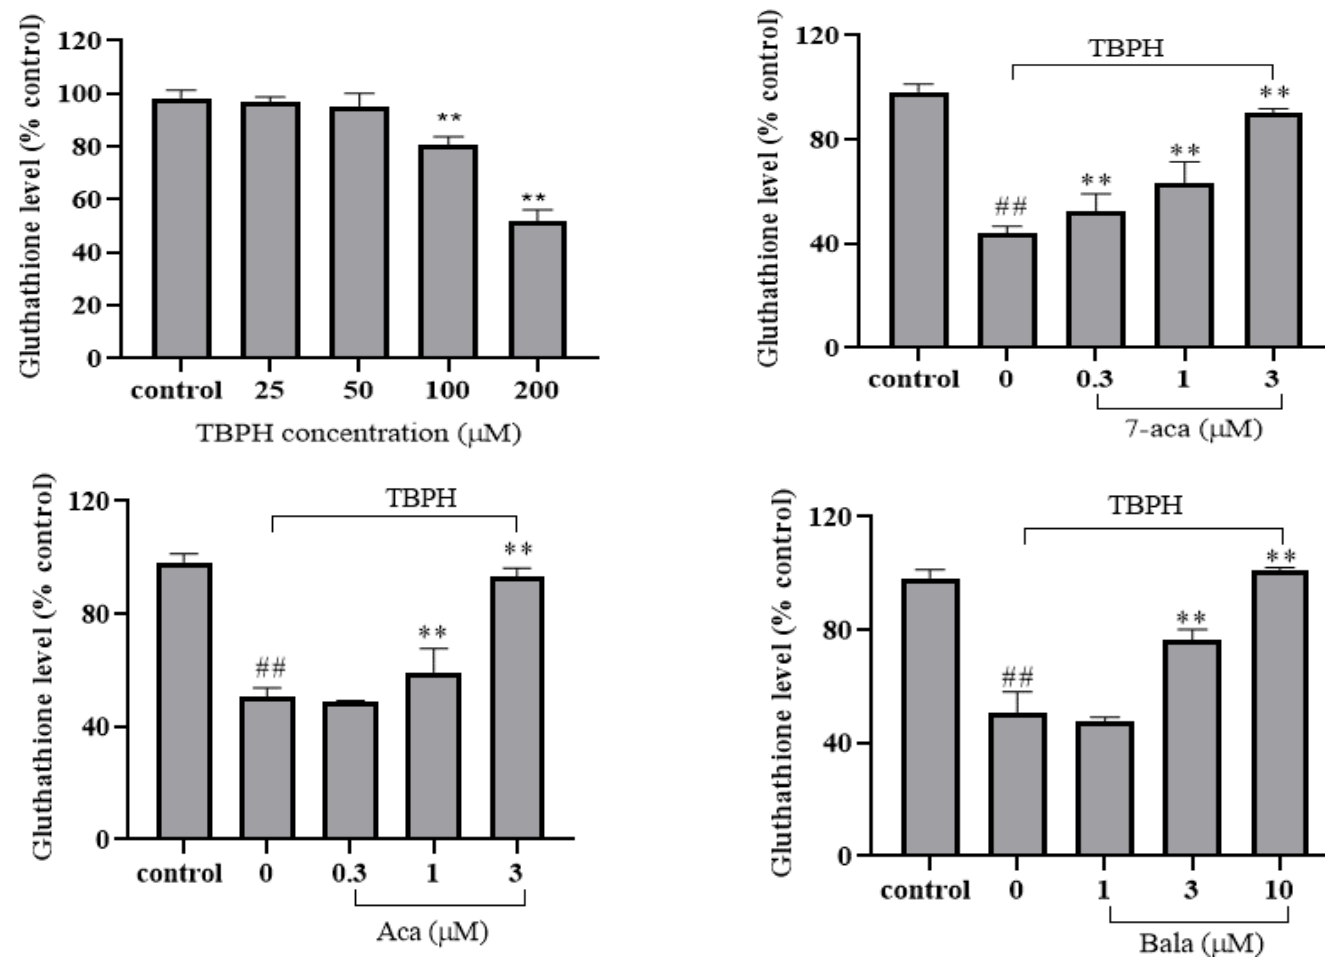 Gluthathione level (% control)
120
100
80
60
40
20
0
**
**
control 25 50 100 200
TBPH concentration (μM)
Gluthathione level (% control)
120
80
40
0
TBPH
##
**
**
**
control 0 0.3 1 3
7-aca (μM)
Gluthathione level (% control)
120
80
40
0
TBPH
##
**
**
control 0 0.3 1 3
Aca (μM)
Gluthathione level (% control)
120
80
40
0
TBPH
##
**
**
control 0 1 3 10
Bala (μM)